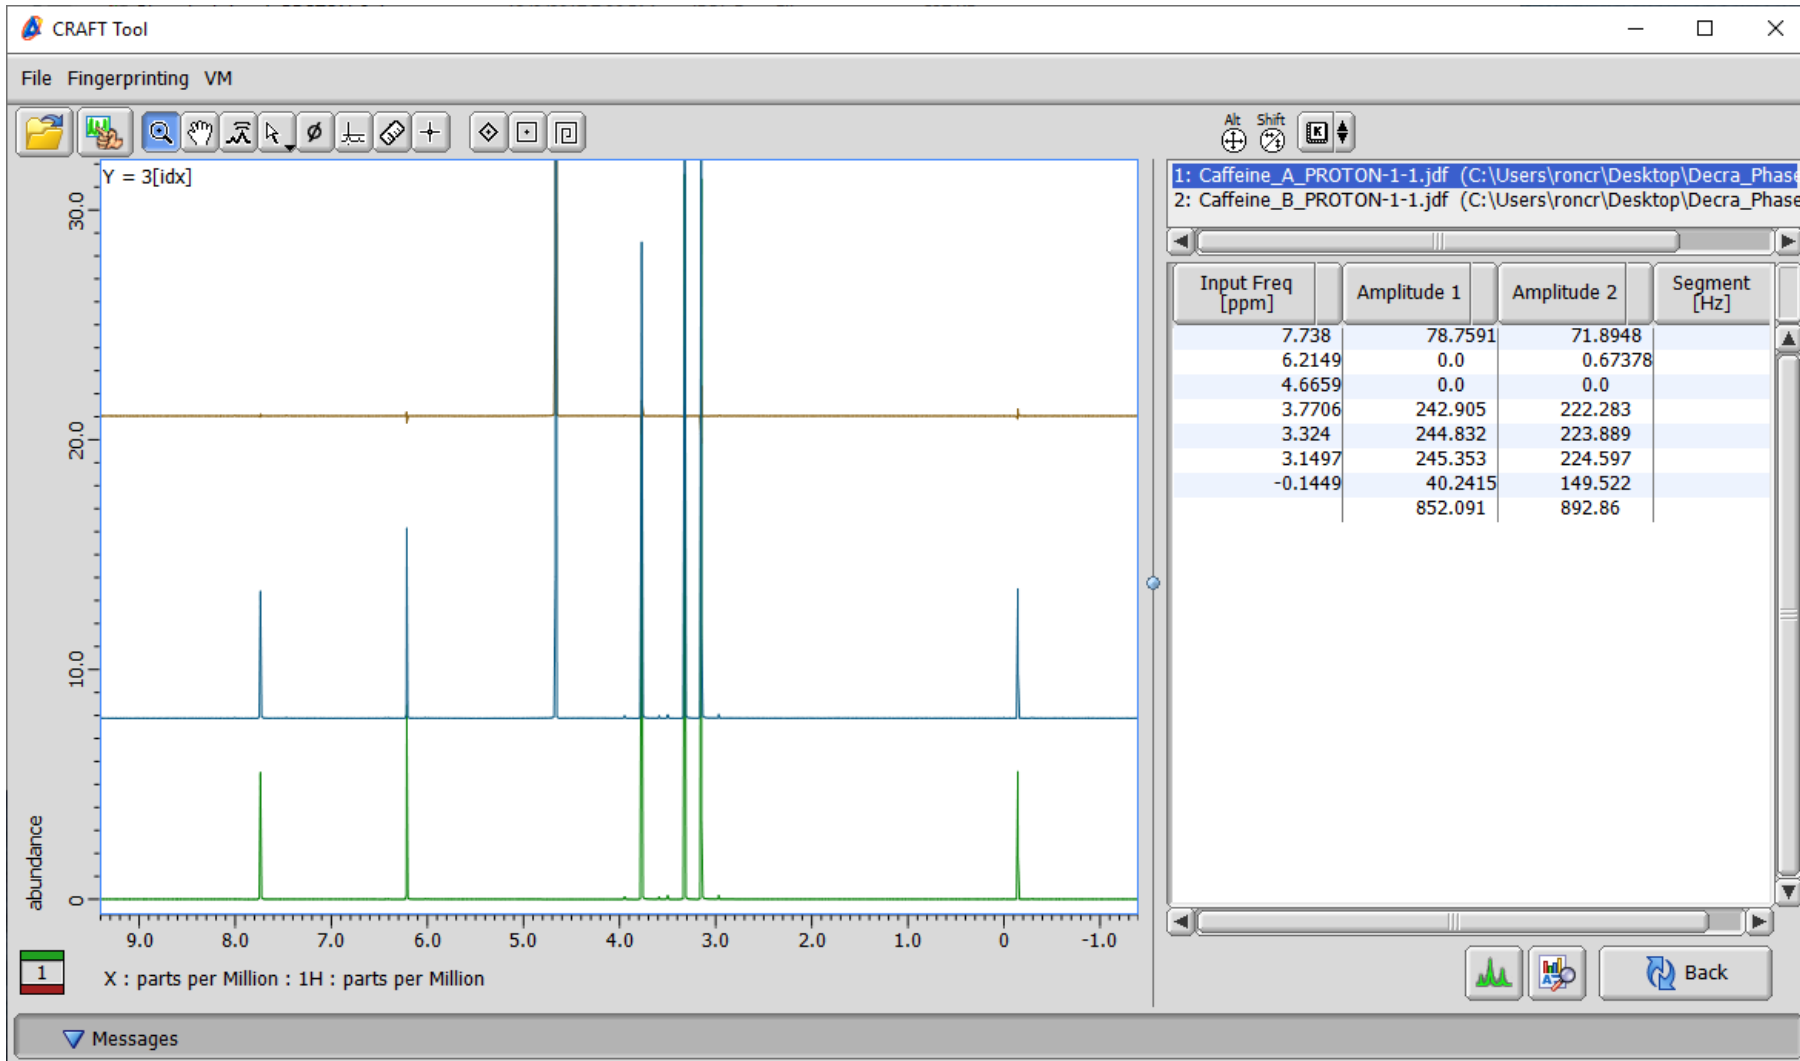 CRAFT Tool
File Fingerprinting VM
Alt Shift
K
Y = 3[idx]
30.0
20.0
10.0
0
abundance
9.0 8.0 7.0 6.0 5.0 4.0 3.0 2.0 1.0 0 -1.0
1
X : parts per Million : 1H : parts per Million
1: Caffeine_A_PROTON-1-1.jdf (C:\Users\roncr\Desktop\Decra_Phase
2: Caffeine_B_PROTON-1-1.jdf (C:\Users\roncr\Desktop\Decra_Phase
Input Freq [ppm] Amplitude 1 Amplitude 2 Segment [Hz]
7.738 78.7591 71.8948
6.2149 0.0 0.67378
4.6659 0.0 0.0
3.7706 242.905 222.283
3.324 244.832 223.889
3.1497 245.353 224.597
-0.1449 40.2415 149.522
852.091 892.86
Back
Messages